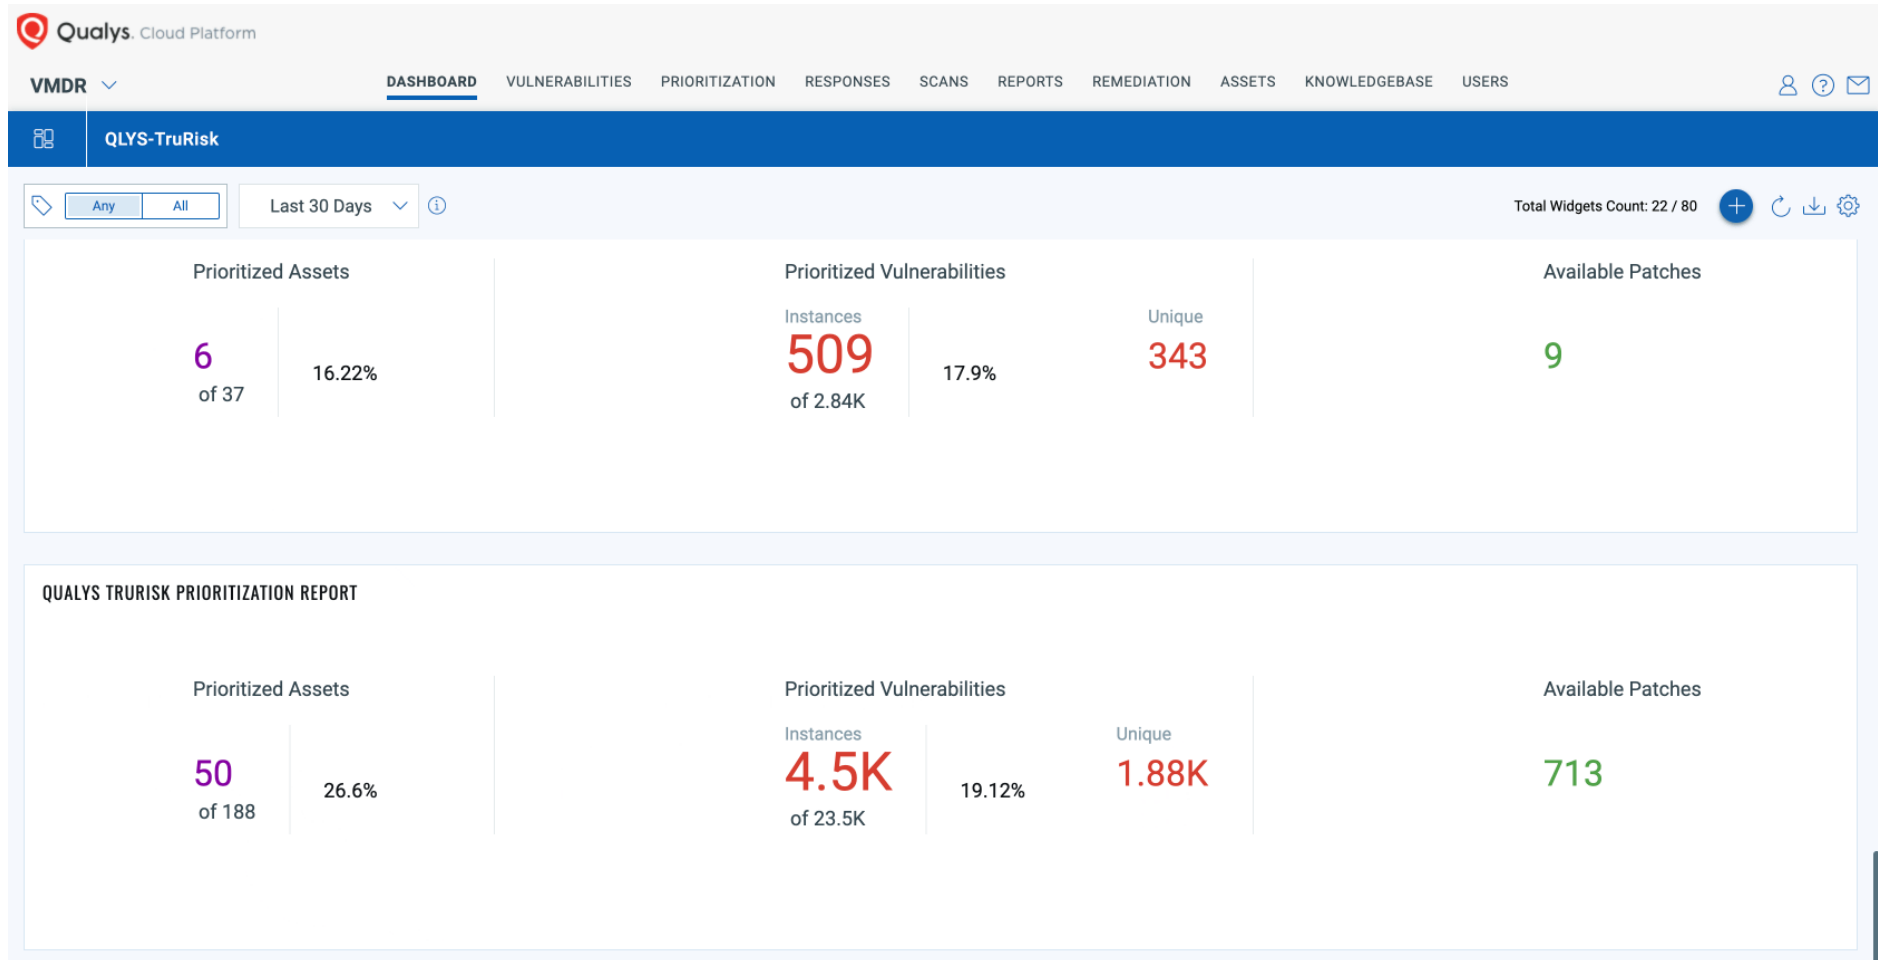 Qualys. Cloud Platform
VMDR
DASHBOARD VULNERABILITIES PRIORITIZATION RESPONSES SCANS REPORTS REMEDIATION ASSETS KNOWLEDGEBASE USERS
QLYS-TruRisk
Any All Last 30 Days Total Widgets Count: 22 / 80
Prioritized Assets Prioritized Vulnerabilities Available Patches
Instances Unique
6 509 343 9
16.22% 17.9%
of 37 of 2.84K
QUALYS TRURISK PRIORITIZATION REPORT
Prioritized Assets Prioritized Vulnerabilities Available Patches
Instances Unique
50 4.5K 1.88K 713
26.6% 19.12%
of 188 of 23.5K